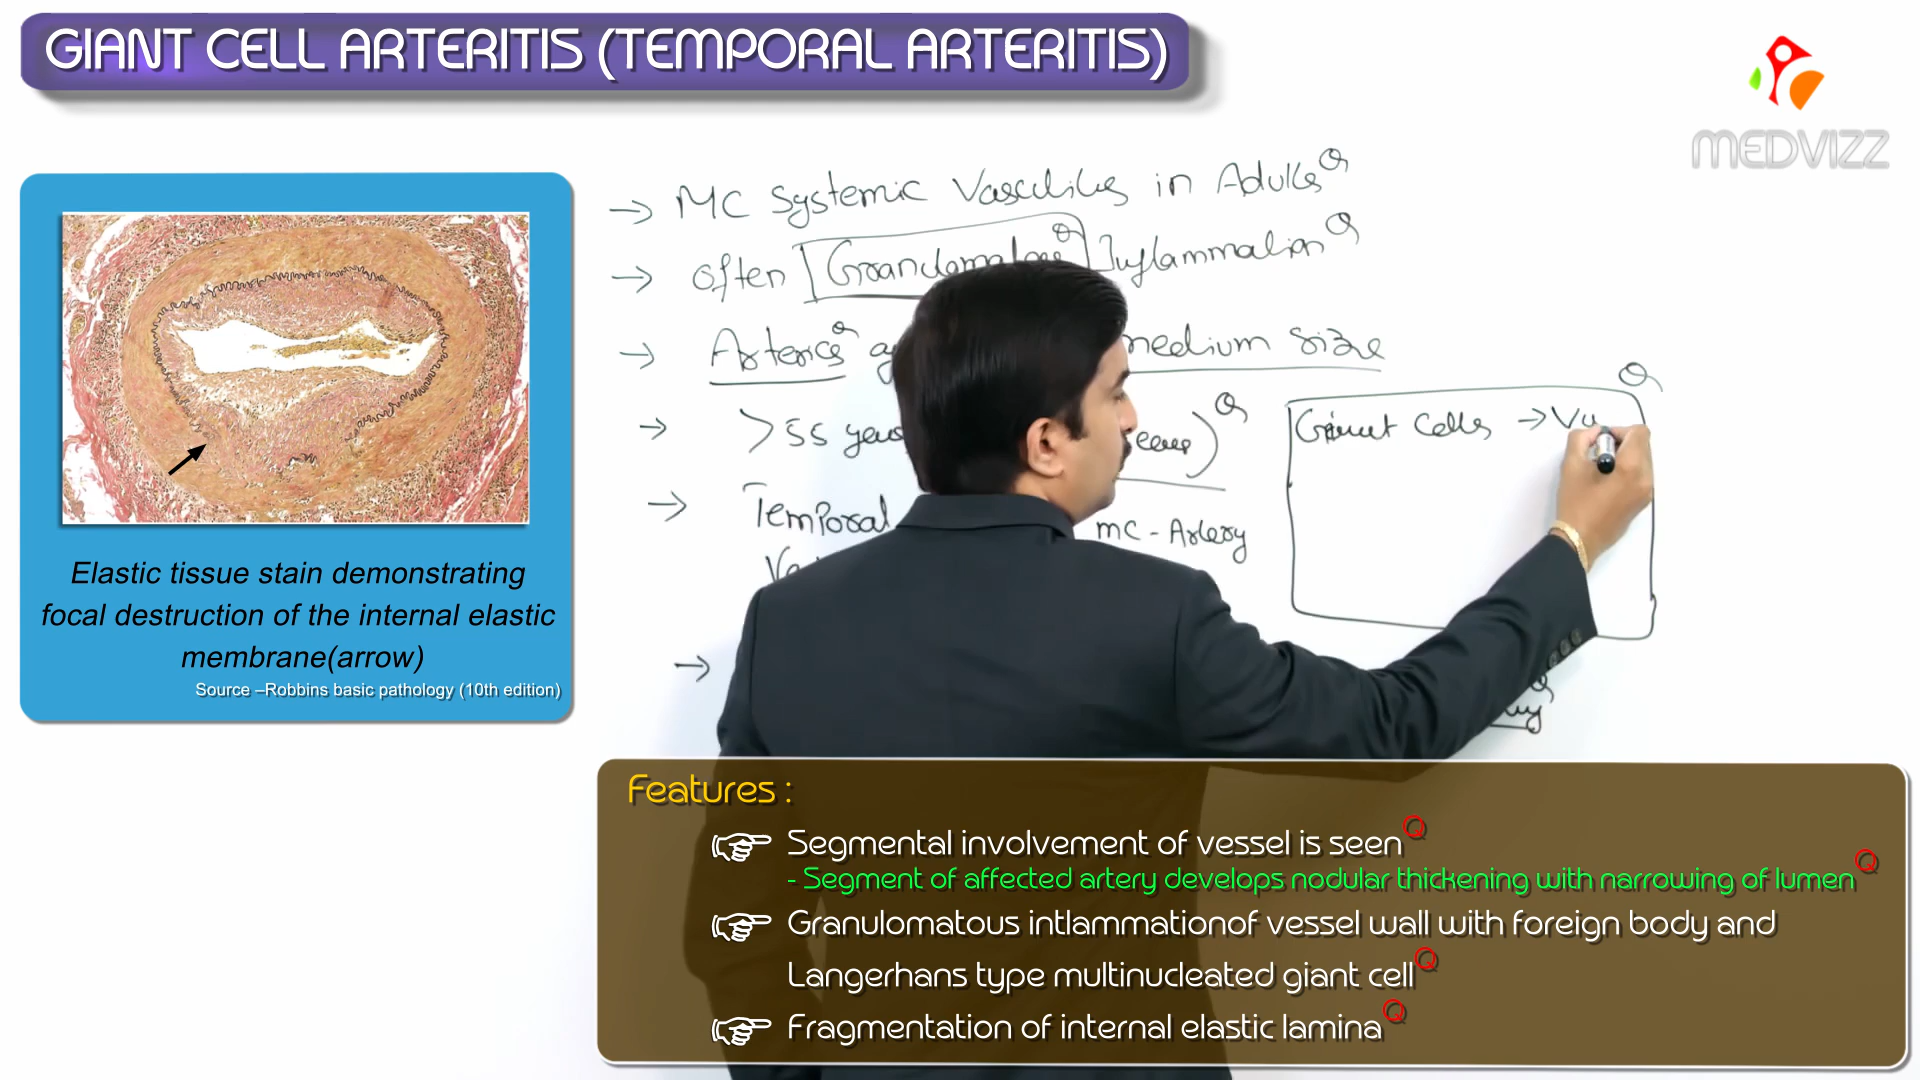 GIANT CELL ARTERITIS (TEMPORAL ARTERITIS)
MEDVIZZ
→ MC Systemic Vasculitis in Adults Q
→ often Granulomatous Q Inflammation Q
→ Arteries Q medium size
→ >55 years Q
→ Temporal MC - Artery
Giant Cells → Q
→
Elastic tissue stain demonstrating
focal destruction of the internal elastic
membrane(arrow)
Source –Robbins basic pathology (10th edition)
Features :
Segmental involvement of vessel is seen Q
- Segment of affected artery develops nodular thickening with narrowing of lumen Q
Granulomatous intlammationof vessel wall with foreign body and
Langerhans type multinucleated giant cell Q
Fragmentation of internal elastic lamina Q